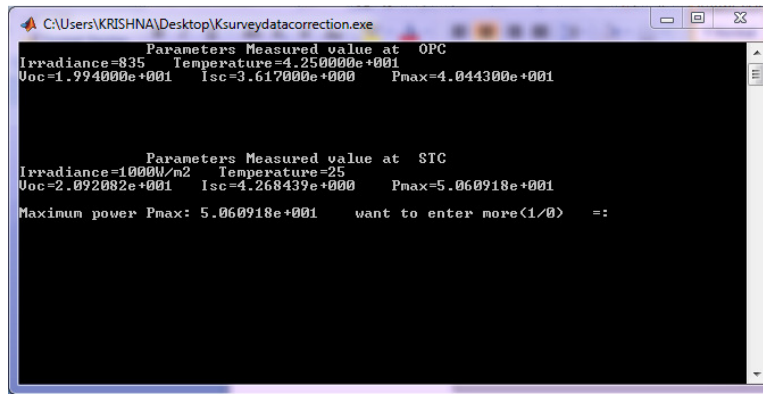 C:\Users\KRISHNA\Desktop\Ksurveydatacorrection.exe
Parameters Measured value at OPC
Irradiance=835 Temperature=4.250000e+001
Voc=1.994000e+001 Isc=3.617000e+000 Pmax=4.044300e+001
Parameters Measured value at STC
Irradiance=1000W/m2 Temperature=25
Voc=2.092082e+001 Isc=4.268439e+000 Pmax=5.060918e+001
Maximum power Pmax: 5.060918e+001 want to enter more(1/0) =: